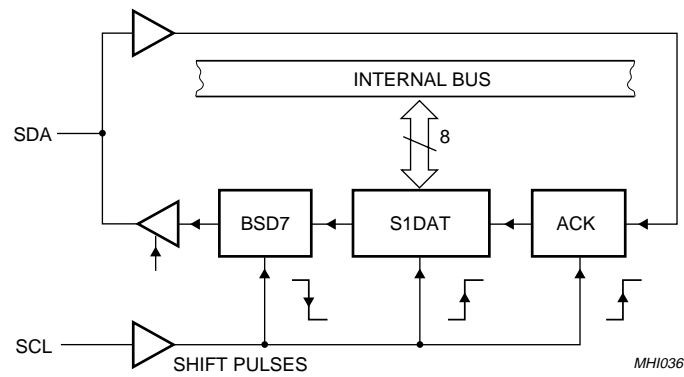 INTERNAL BUS
SDA
8
BSD7
S1DAT
ACK
SCL
SHIFT PULSES
MHI036